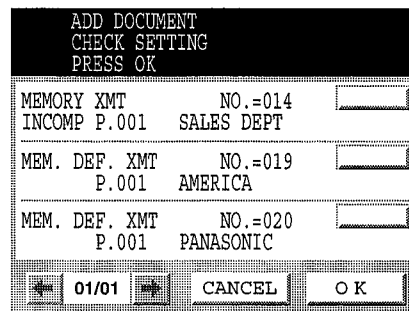 ADD DOCUMENT
CHECK SETTING
PRESS OK
MEMORY XMT NO.=014
INCOMP P.001 SALES DEPT
MEM. DEF. XMT NO.=019
P.001 AMERICA
MEM. DEF. XMT NO.=020
P.001 PANASONIC
01/01 CANCEL O K